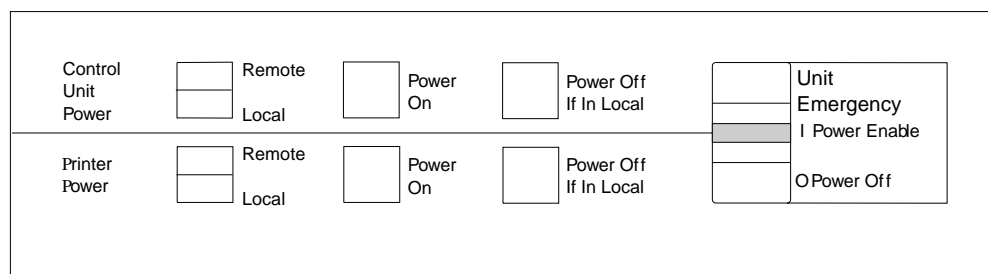 Control
Unit
Power
Remote
Local
Power
On
Power Off
If In Local
Unit
Emergency
I Power Enable
O Power Off
Printer
Power
Remote
Local
Power
On
Power Off
If In Local